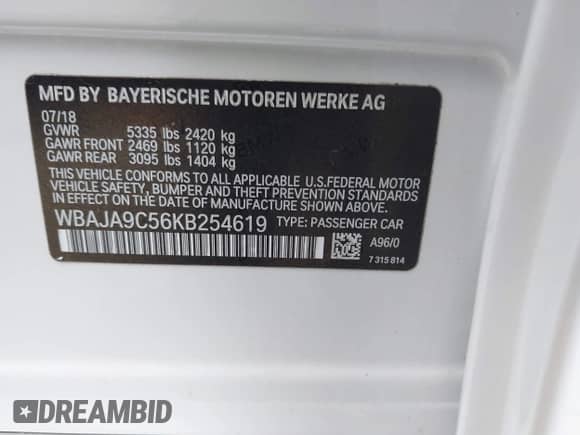 MFD BY BAYERISCHE MOTOREN WERKE AG
07/18
GVWR 5335 lbs 2420 kg
GAWR FRONT 2469 lbs 1120 kg
GAWR REAR 3095 lbs 1404 kg
THIS VEHICLE CONFORMS TO ALL APPLICABLE U.S.FEDERAL MOTOR
VEHICLE SAFETY, BUMPER AND THEFT PREVENTION STANDARDS IN
EFFECT ON THE DATE OF MANUFACTURE SHOWN ABOVE.
WBAJA9C56KB254619 TYPE: PASSENGER CAR
A96/0
7 315 814
DREAMBID